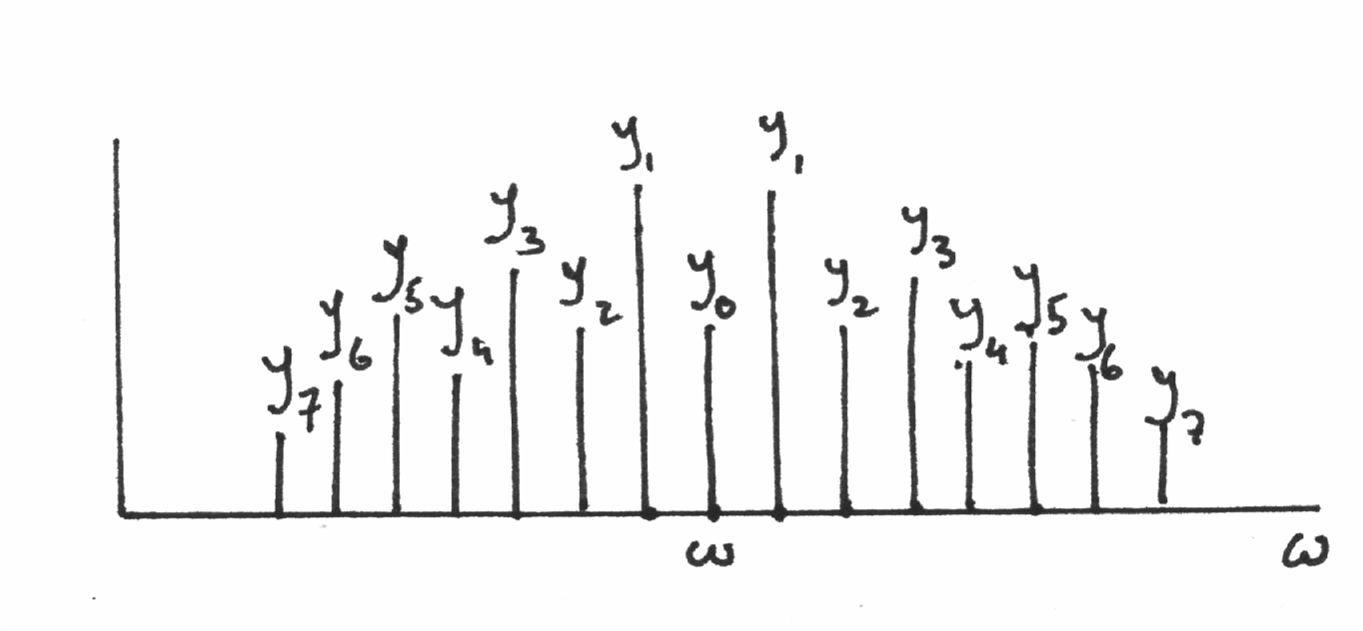 y₇ y₆ y₅ y₄ y₃ y₂ y₁ y₀ y₁ y₂ y₃ y₄ y₅ y₆ y₇
ω ω